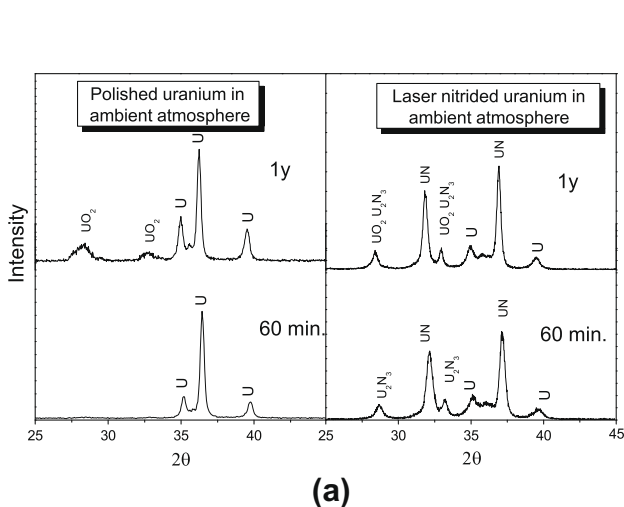 Polished uranium in
ambient atmosphere
Laser nitrided uranium in
ambient atmosphere
Intensity
UO₂
UO₂
U
U
U
1y
UO₂ U₂N₃
UN
UO₂ U₂N₃
U
UN
U
1y
U
U
U
60 min.
U₂N₃
UN
U₂N₃
U
UN
U
60 min.
25 30 35 40 25 30 35 40 45
2θ 2θ
(a)